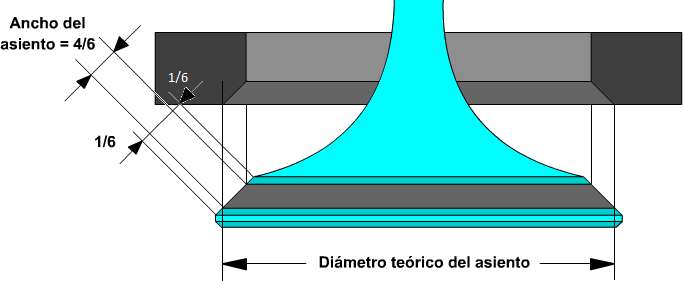 Ancho del
asiento = 4/6
1/6
1/6
Diámetro teórico del asiento